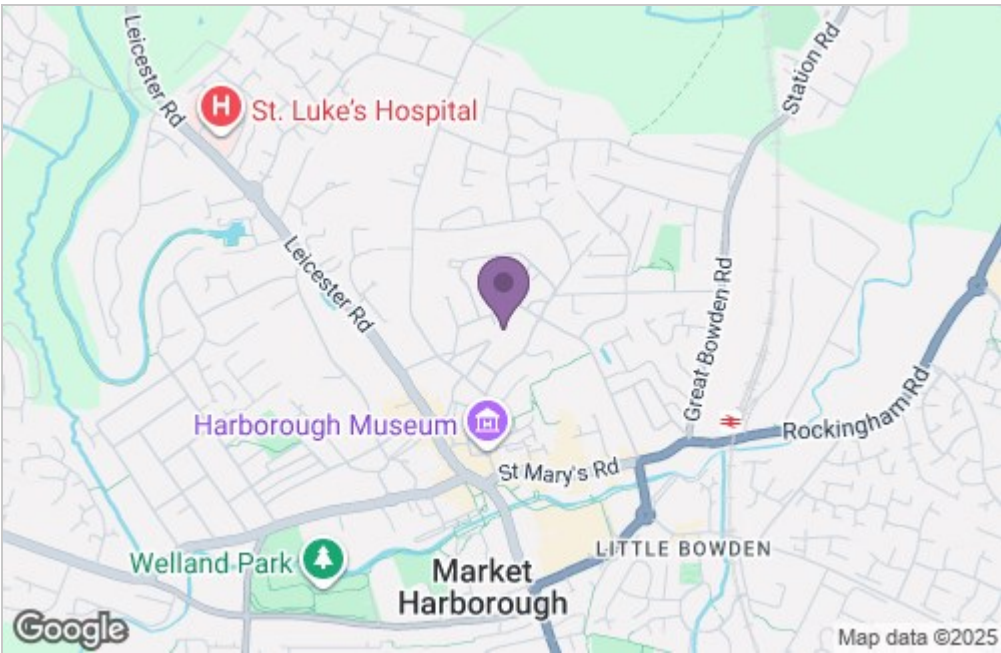 Leicester Rd
Station Rd
H
St. Luke's Hospital
Leicester Rd
Great Bowden Rd
Harborough Museum
Rockingham Rd
St Mary's Rd
Welland Park
LITTLE BOWDEN
Market
Harborough
Google
Map data ©2025